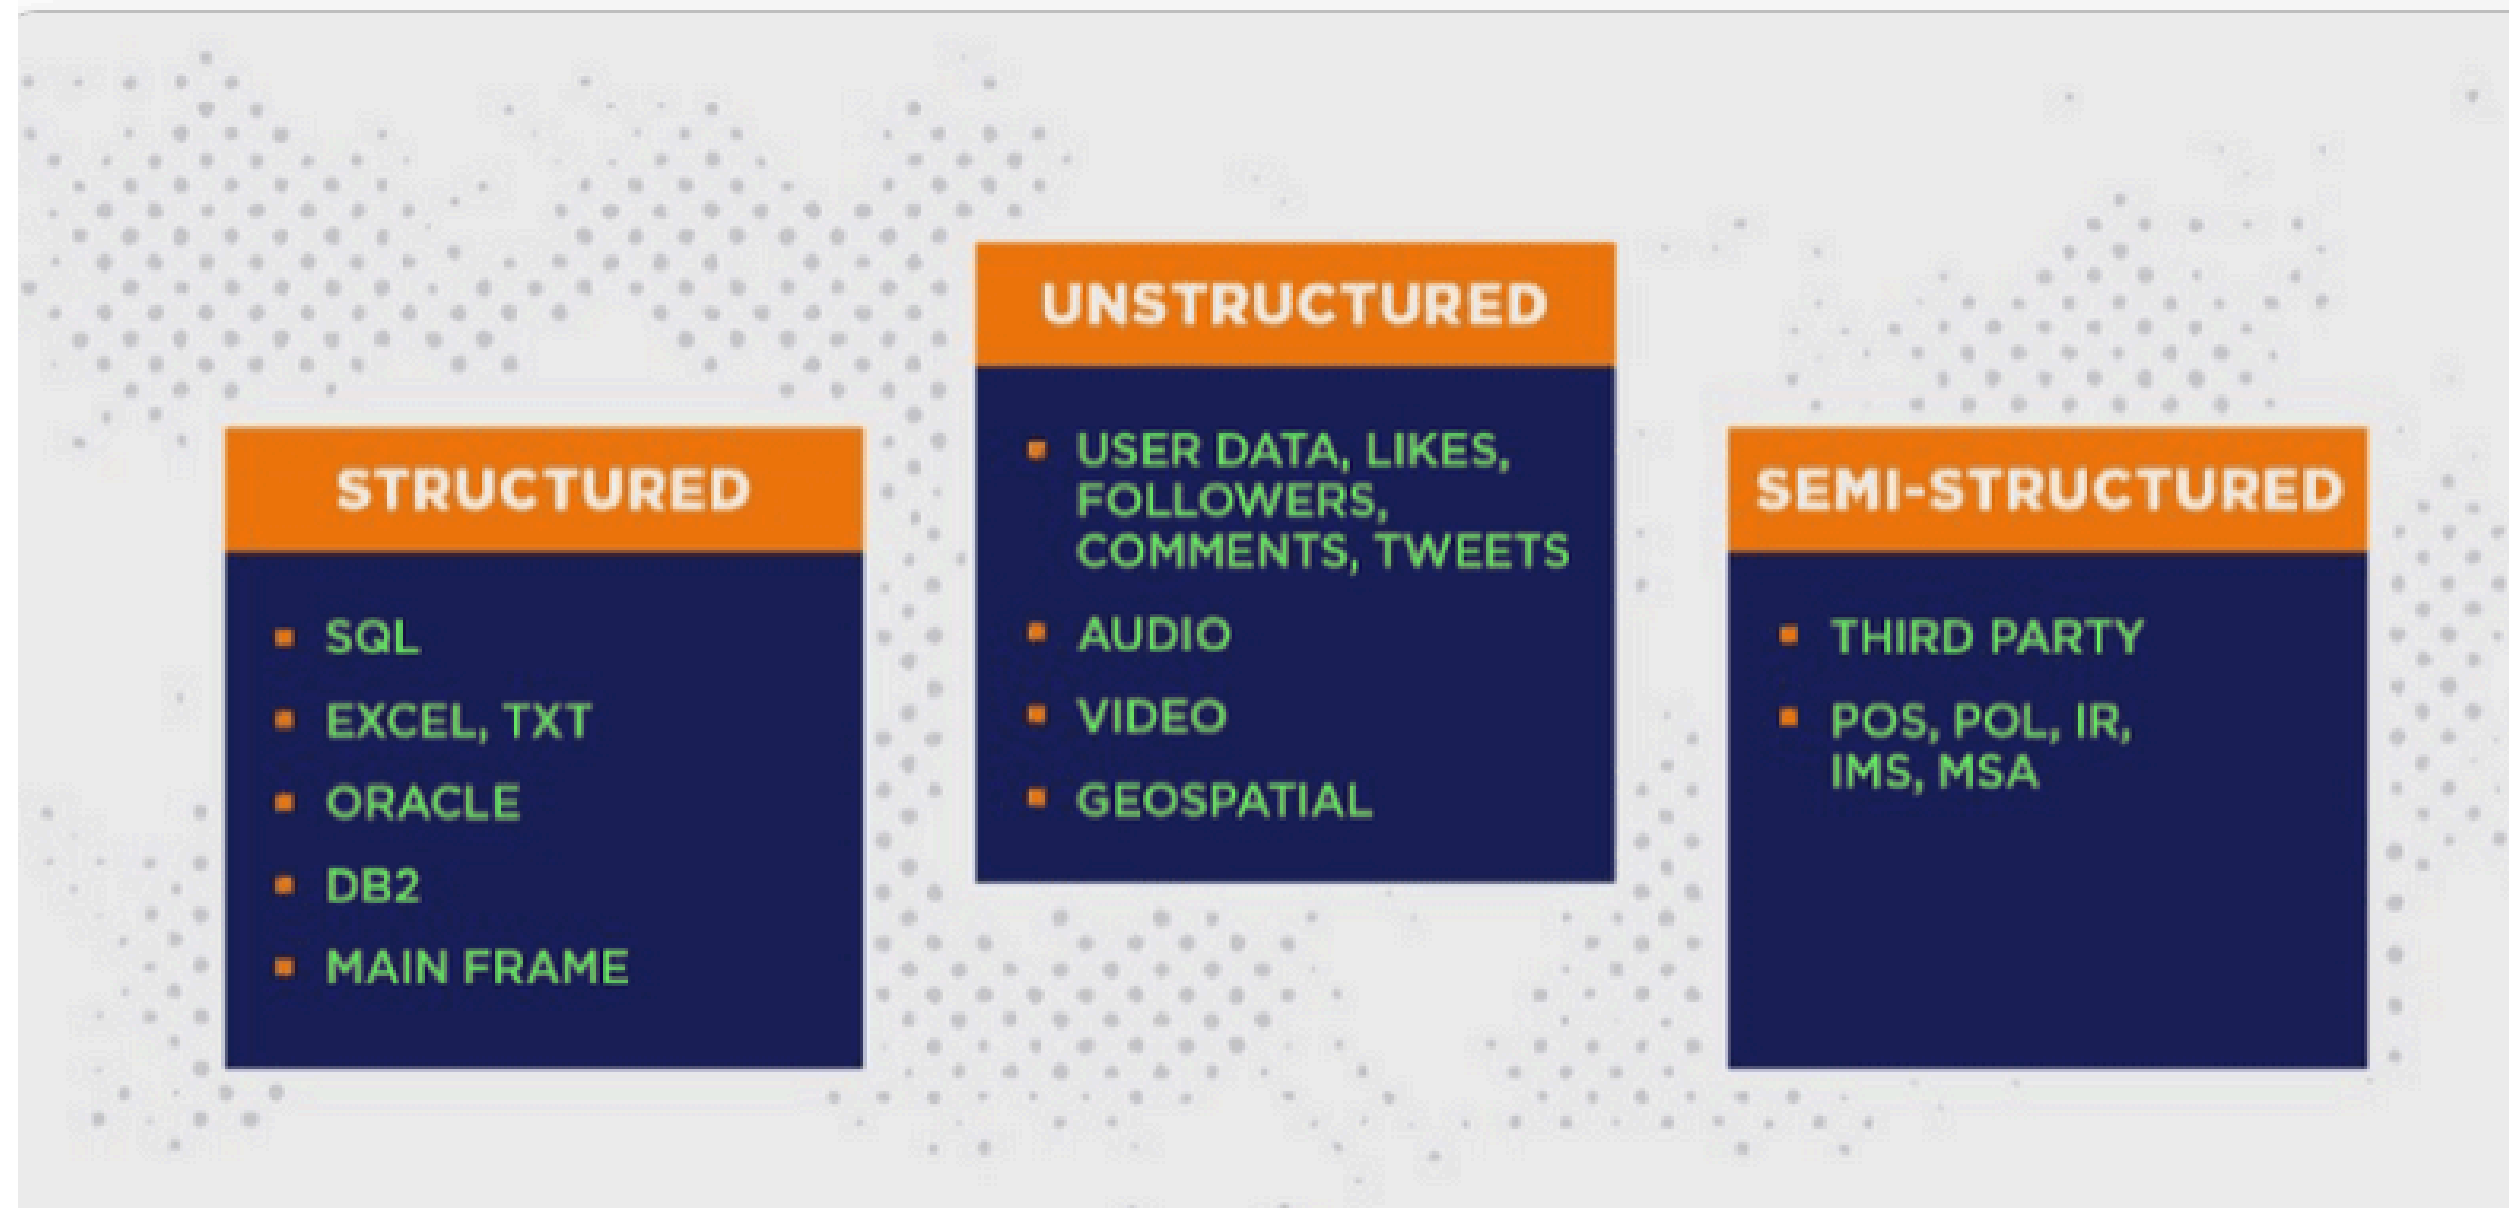 STRUCTURED
SQL
EXCEL, TXT
ORACLE
DB2
MAIN FRAME
UNSTRUCTURED
USER DATA, LIKES,
FOLLOWERS,
COMMENTS, TWEETS
AUDIO
VIDEO
GEOSPATIAL
SEMI-STRUCTURED
THIRD PARTY
POS, POL, IR,
IMS, MSA